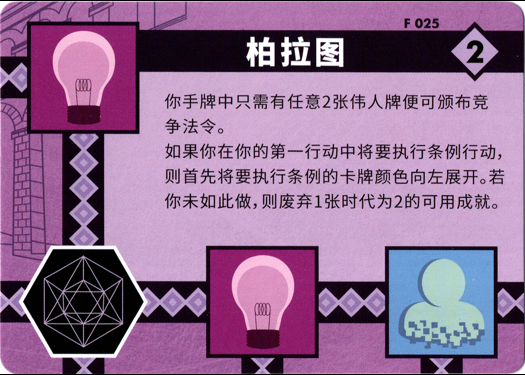 F 025
柏拉图
2
你手牌中只需有任意2张伟人牌便可颁布竞
争法令。
如果你在你的第一行动中将要执行条例行动,
则首先将要执行条例的卡牌颜色向左展开。若
你未如此做,则废弃1张时代为2的可用成就。